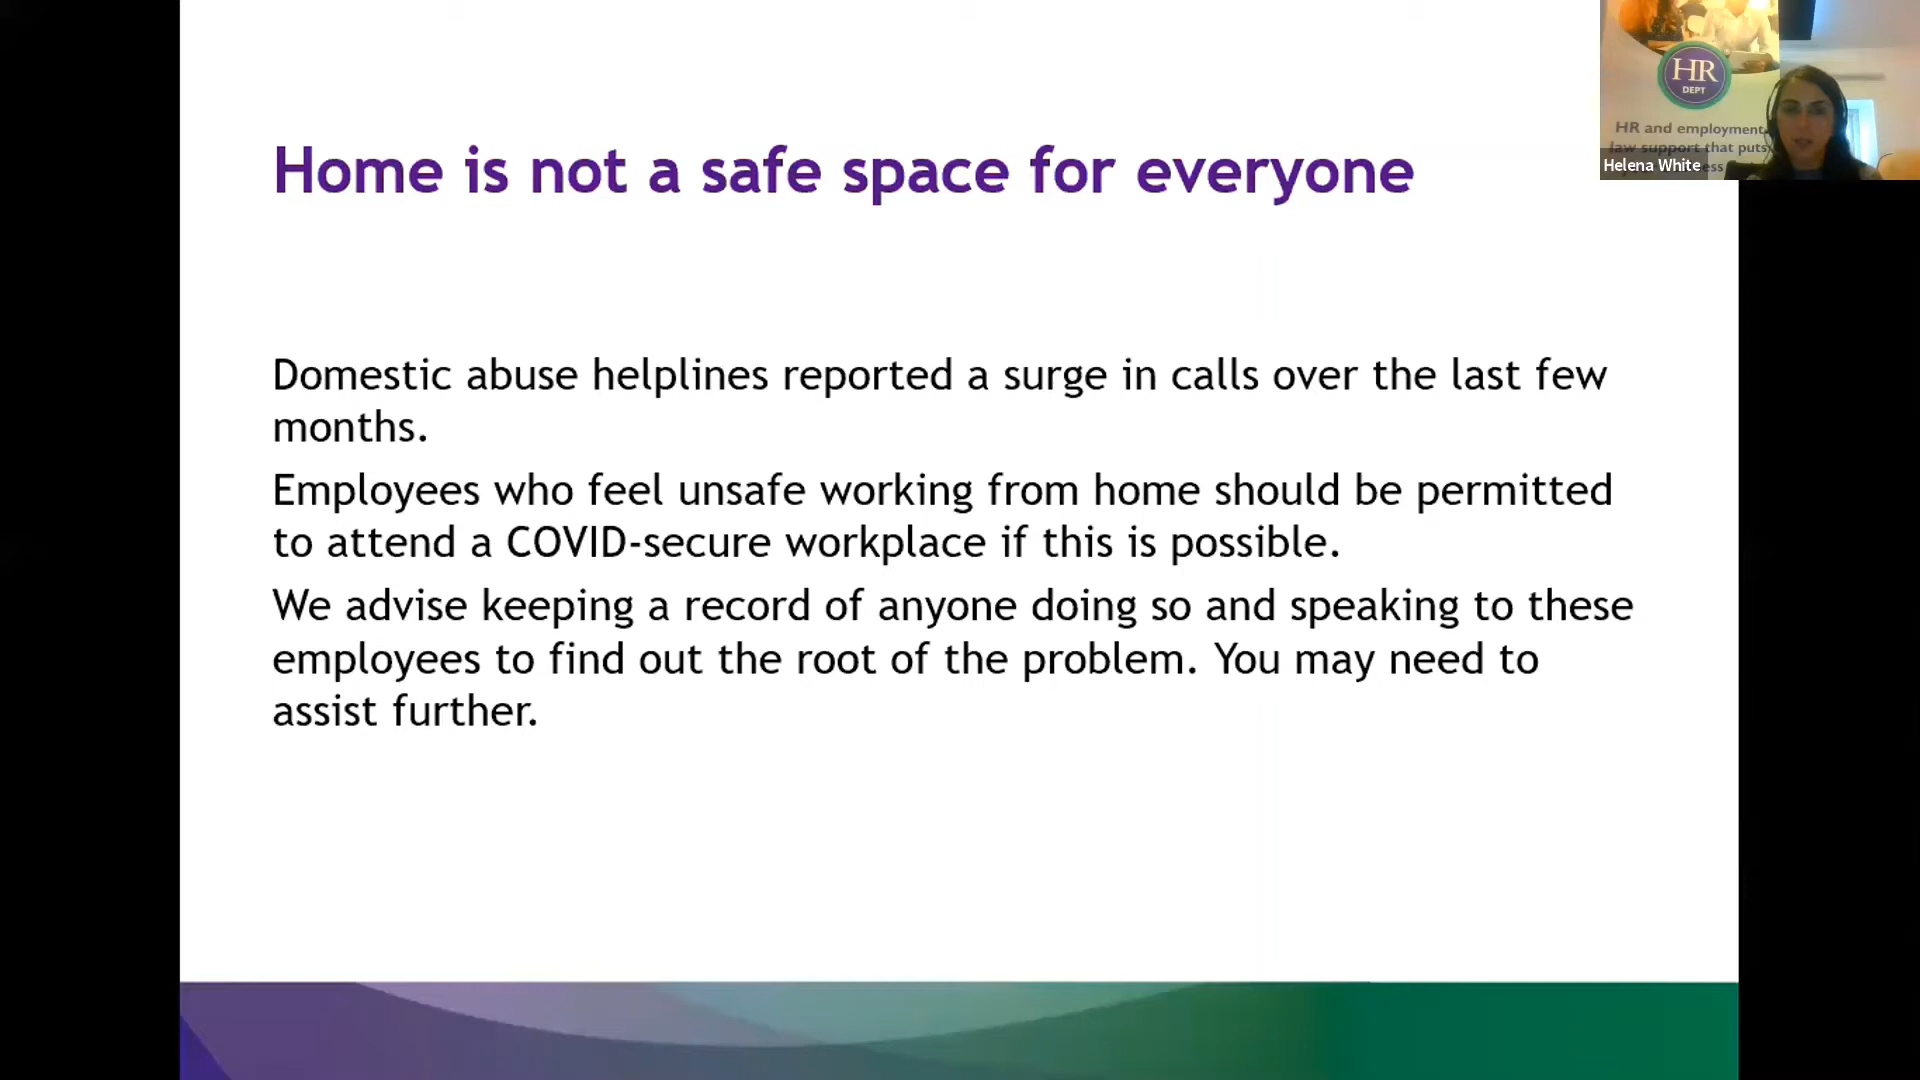 Home is not a safe space for everyone
Domestic abuse helplines reported a surge in calls over the last few
months.
Employees who feel unsafe working from home should be permitted
to attend a COVID-secure workplace if this is possible.
We advise keeping a record of anyone doing so and speaking to these
employees to find out the root of the problem. You may need to
assist further.
HR
DEPT
HR and employment
law support that puts
Helena White